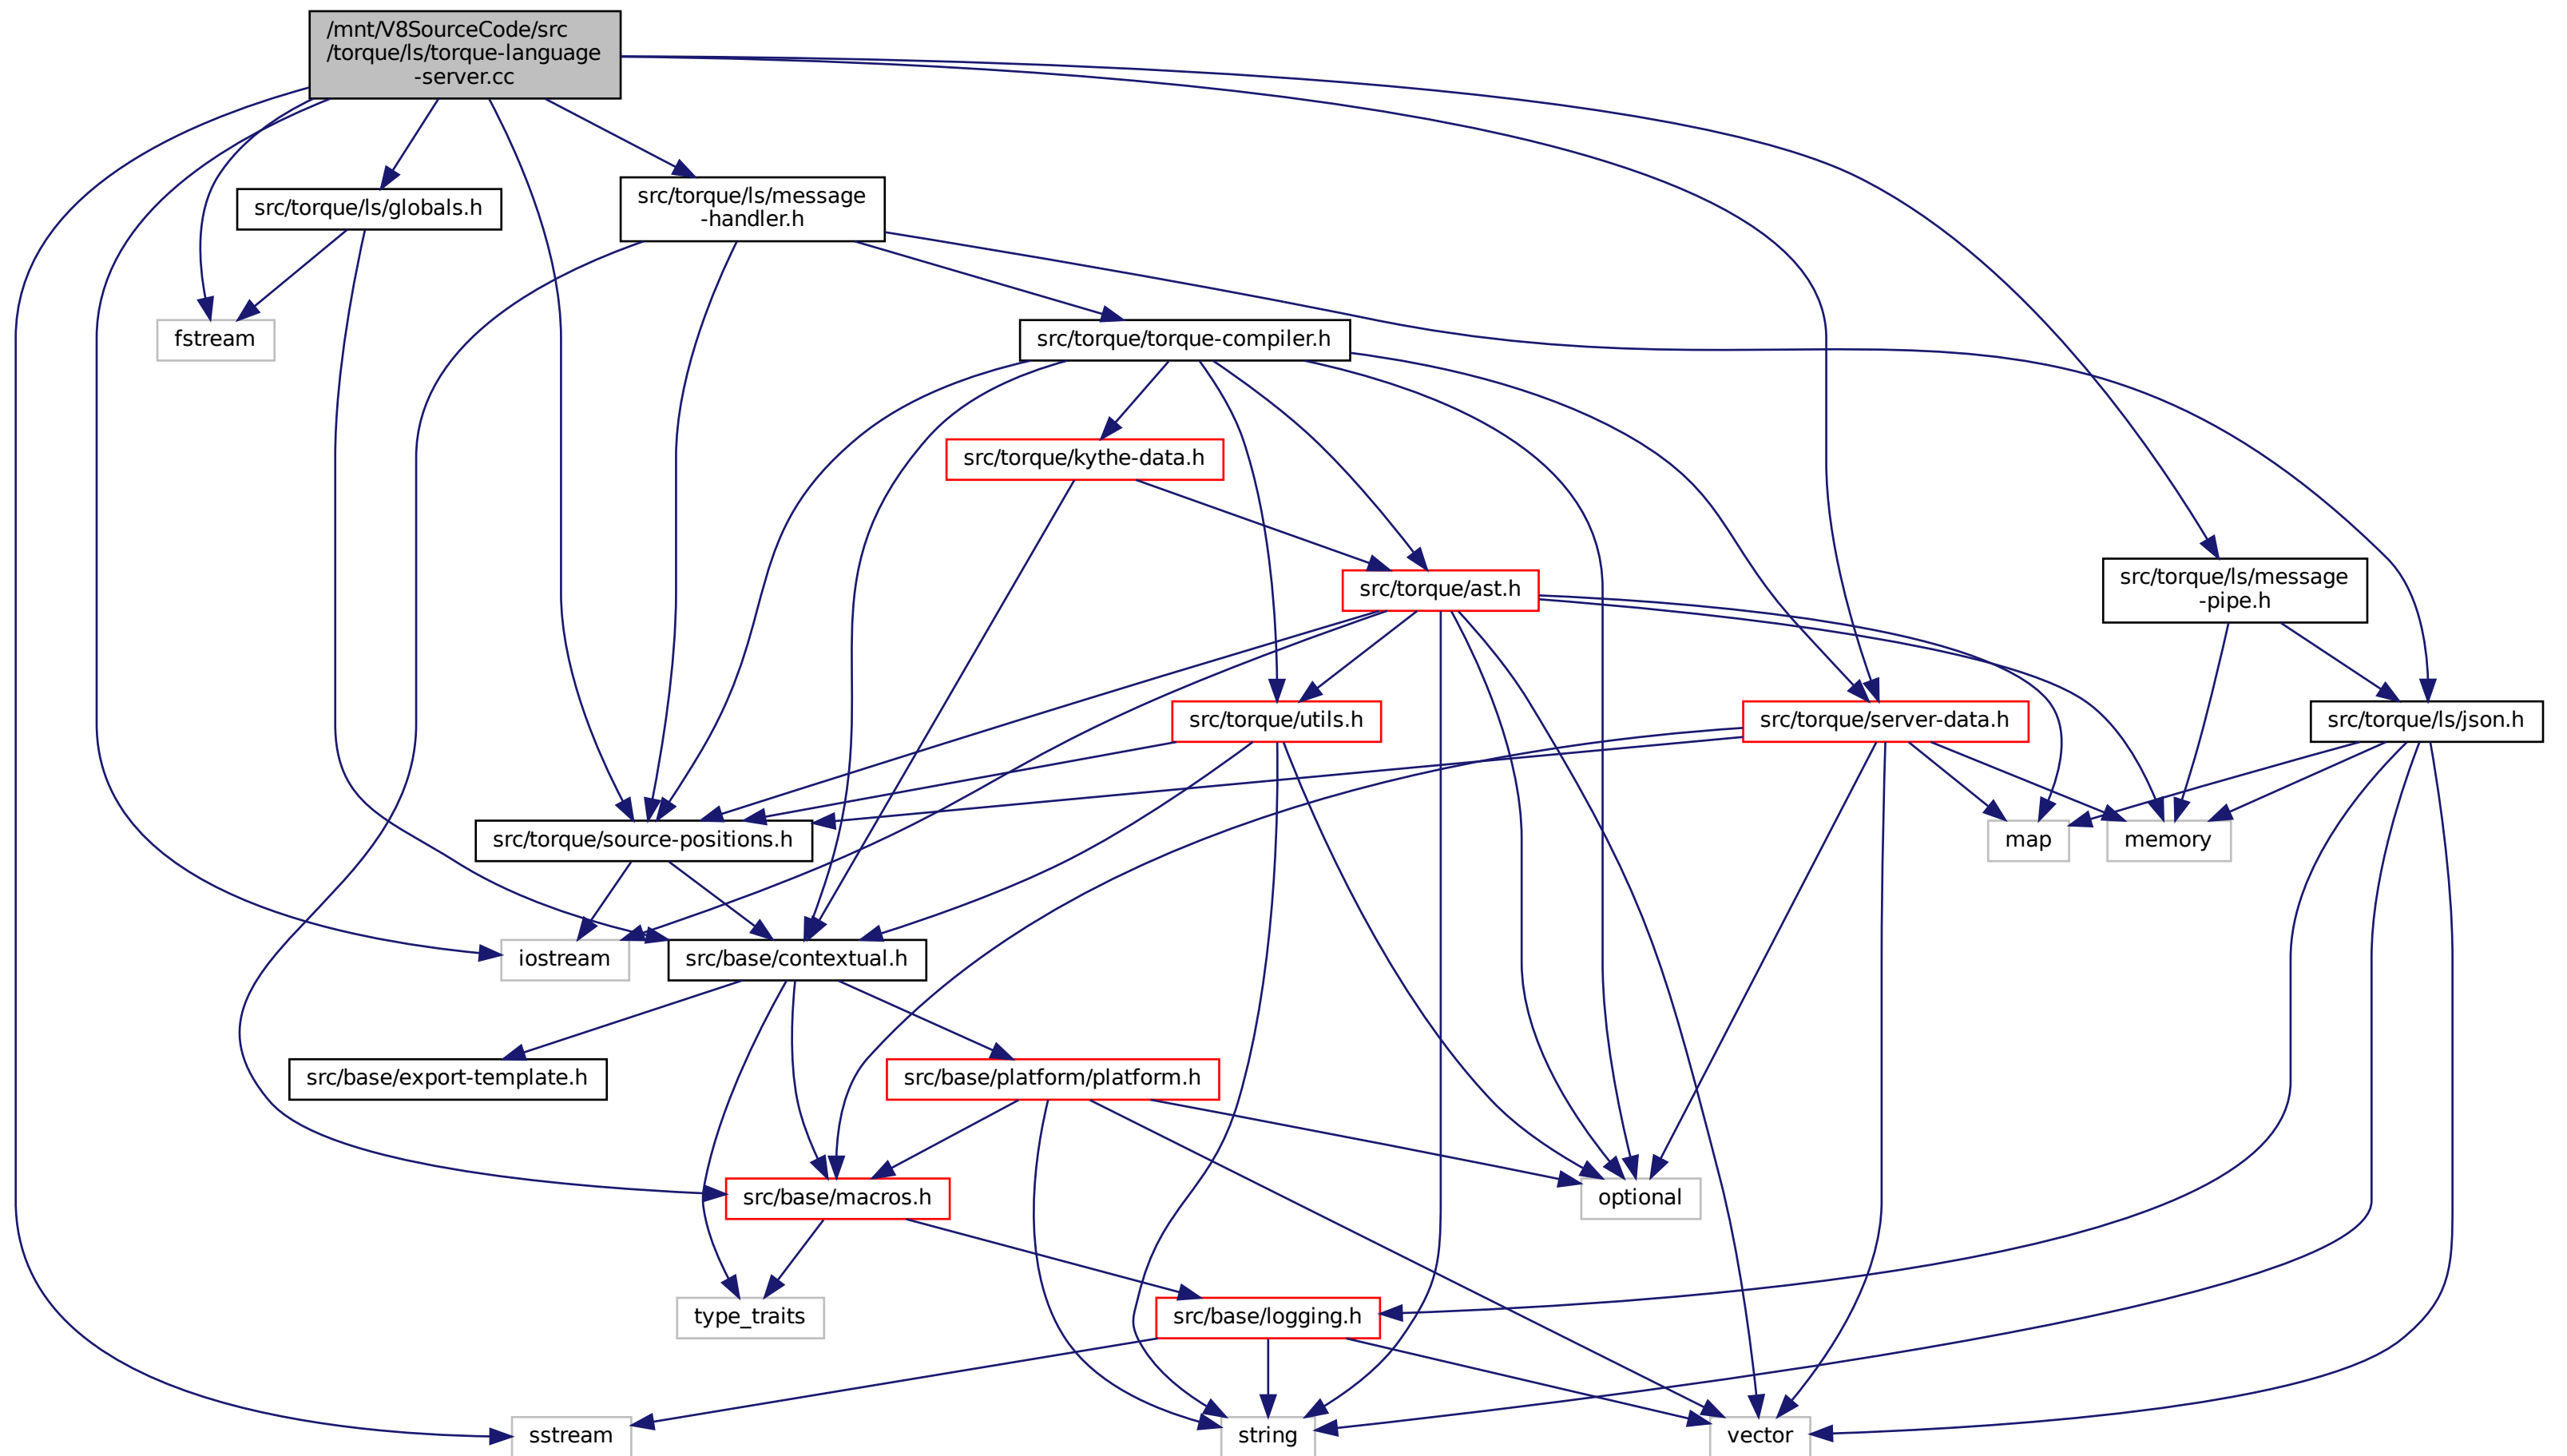 /mnt/V8SourceCode/src
/torque/ls/torque-language
-server.cc
src/torque/ls/globals.h
src/torque/ls/message
-handler.h
fstream
src/torque/torque-compiler.h
src/torque/kythe-data.h
src/torque/ast.h
src/torque/ls/message
-pipe.h
src/torque/utils.h
src/torque/server-data.h
src/torque/ls/json.h
src/torque/source-positions.h
map
memory
iostream
src/base/contextual.h
src/base/export-template.h
src/base/platform/platform.h
src/base/macros.h
optional
type_traits
src/base/logging.h
sstream
string
vector